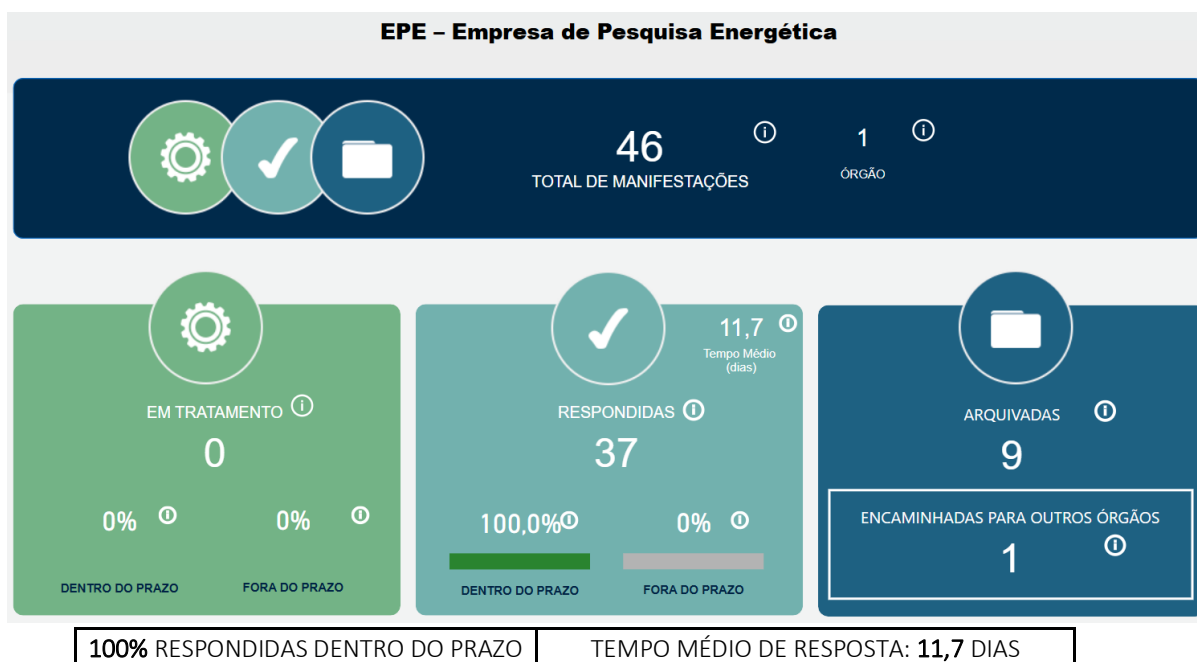 EPE – Empresa de Pesquisa Energética
46
TOTAL DE MANIFESTAÇÕES
1
ÓRGÃO
EM TRATAMENTO
0
0% 0%
DENTRO DO PRAZO FORA DO PRAZO
11,7
Tempo Médio
(dias)
RESPONDIDAS
37
100,0% 0%
DENTRO DO PRAZO FORA DO PRAZO
ARQUIVADAS
9
ENCAMINHADAS PARA OUTROS ÓRGÃOS
1
100% RESPONDIDAS DENTRO DO PRAZO TEMPO MÉDIO DE RESPOSTA: 11,7 DIAS